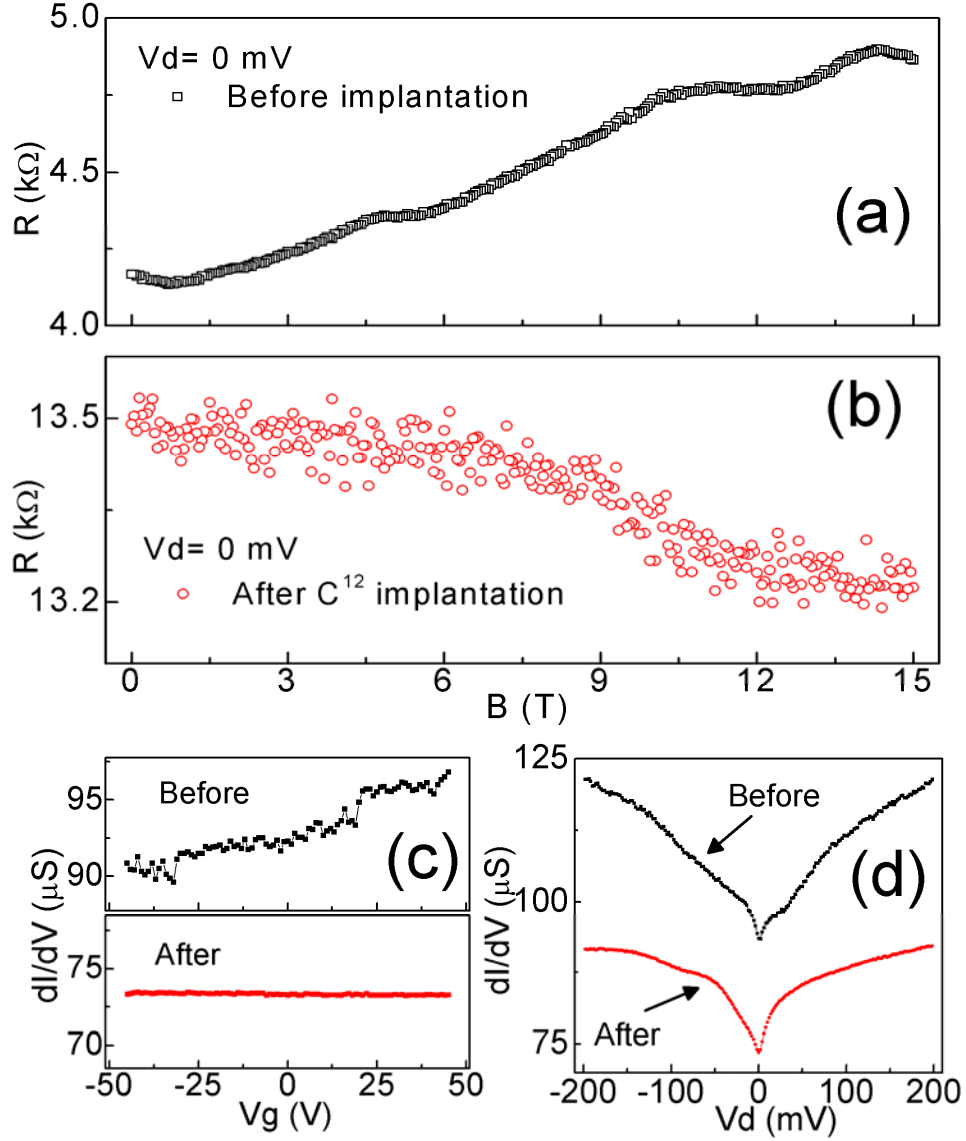 5.0
Vd= 0 mV
Before implantation
4.5
R (kΩ)
(a)
4.0
13.5
(b)
R (kΩ)
Vd= 0 mV
After C¹² implantation
13.2
0 3 6 9 12 15
B (T)
95
Before
(c)
90
dI/dV (μS)
After
75
70
-50 -25 0 25 50
Vg (V)
125
Before
(d)
100
dI/dV (μS)
After
75
-200 -100 0 100 200
Vd (mV)